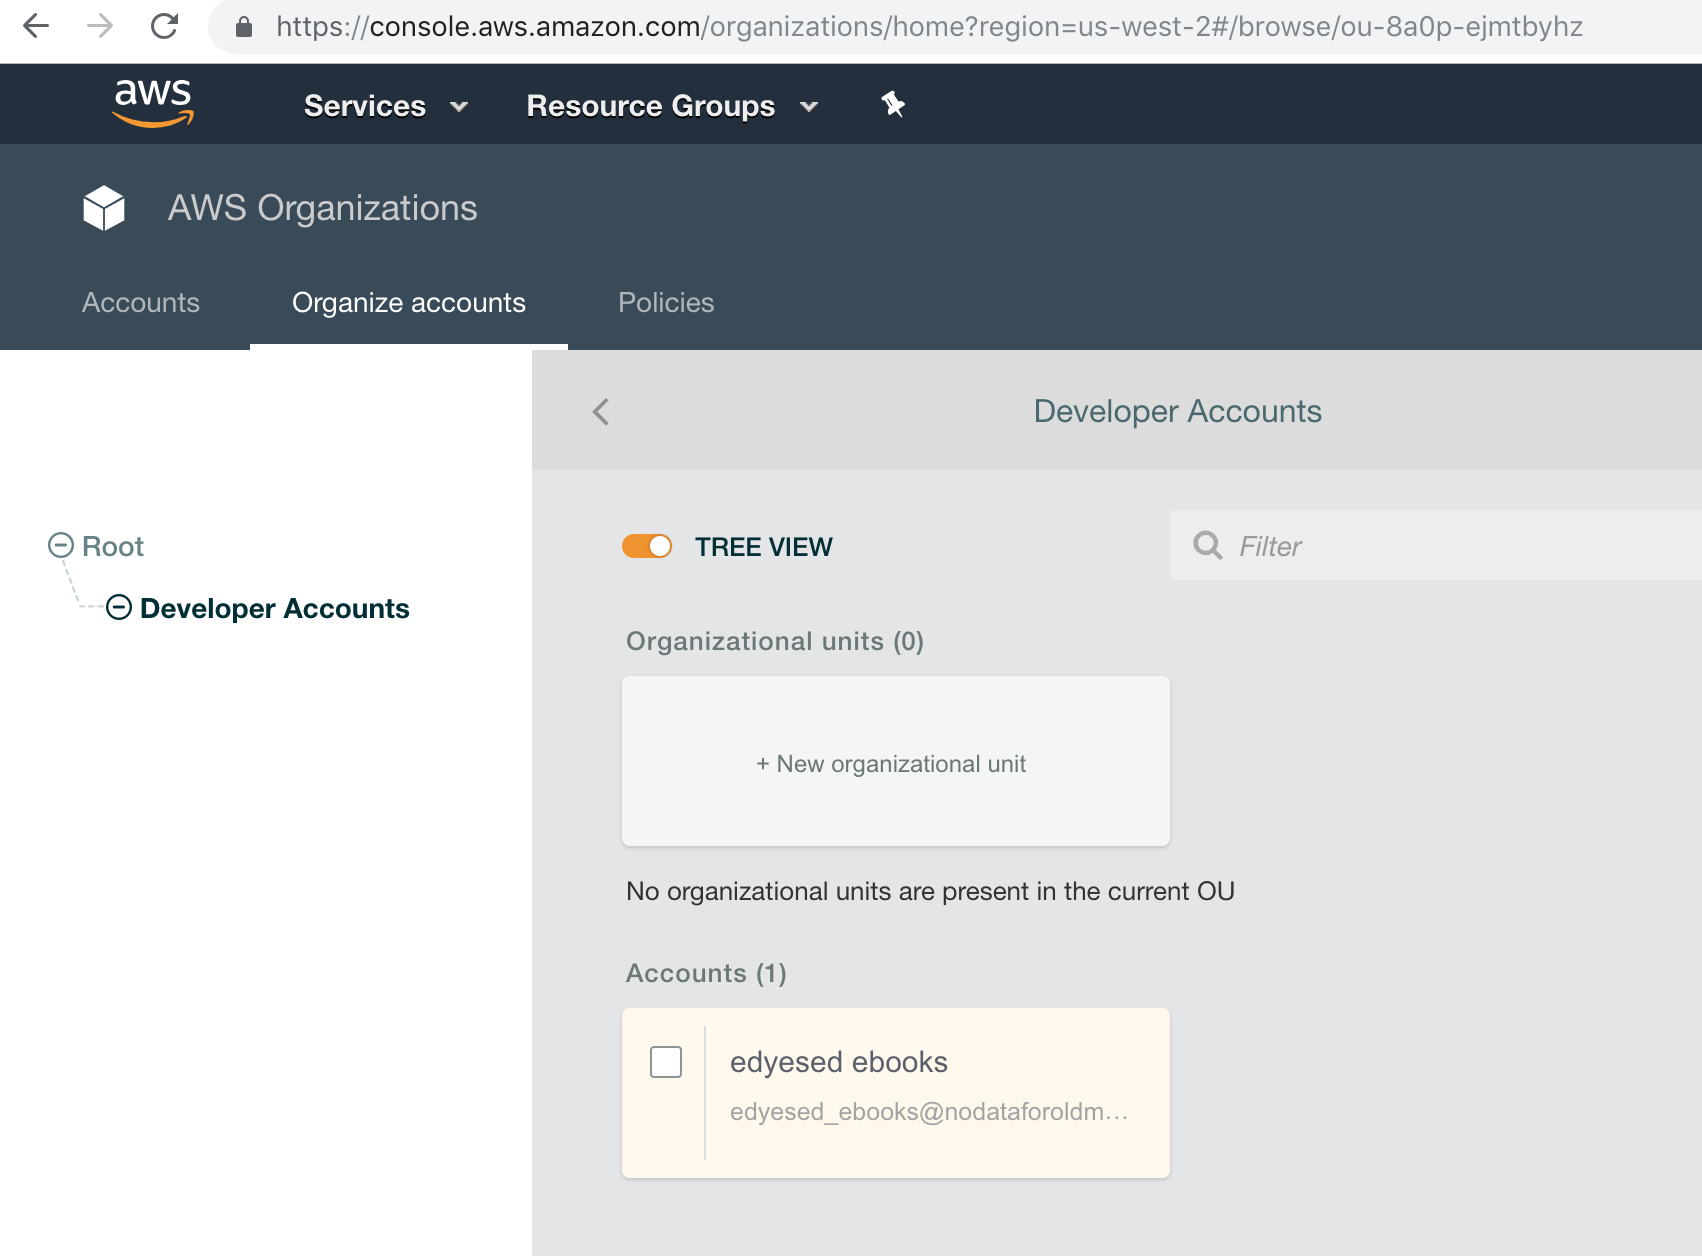 https://console.aws.amazon.com/organizations/home?region=us-west-2#/browse/ou-8a0p-ejmtbyhz
aws
Services
Resource Groups
AWS Organizations
Accounts
Organize accounts
Policies
Developer Accounts
Root
TREE VIEW
Filter
Developer Accounts
Organizational units (0)
+ New organizational unit
No organizational units are present in the current OU
Accounts (1)
edyesed ebooks
edyesed_ebooks@nodataforoldm...